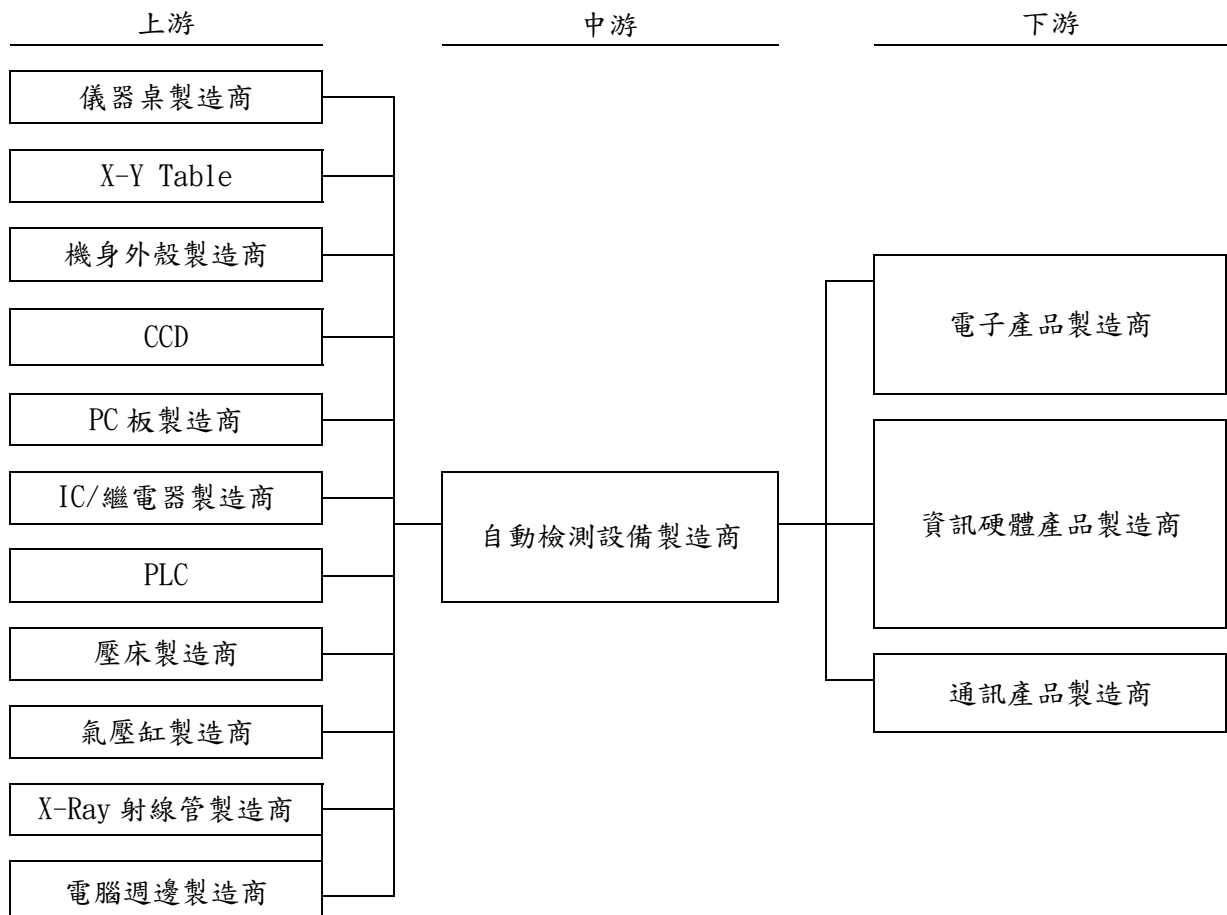 上游
中游
下游
儀器桌製造商
X-Y Table
機身外殼製造商
CCD
PC 板製造商
IC/繼電器製造商
PLC
壓床製造商
氣壓缸製造商
X-Ray 射線管製造商
電腦週邊製造商
自動檢測設備製造商
電子產品製造商
資訊硬體產品製造商
通訊產品製造商